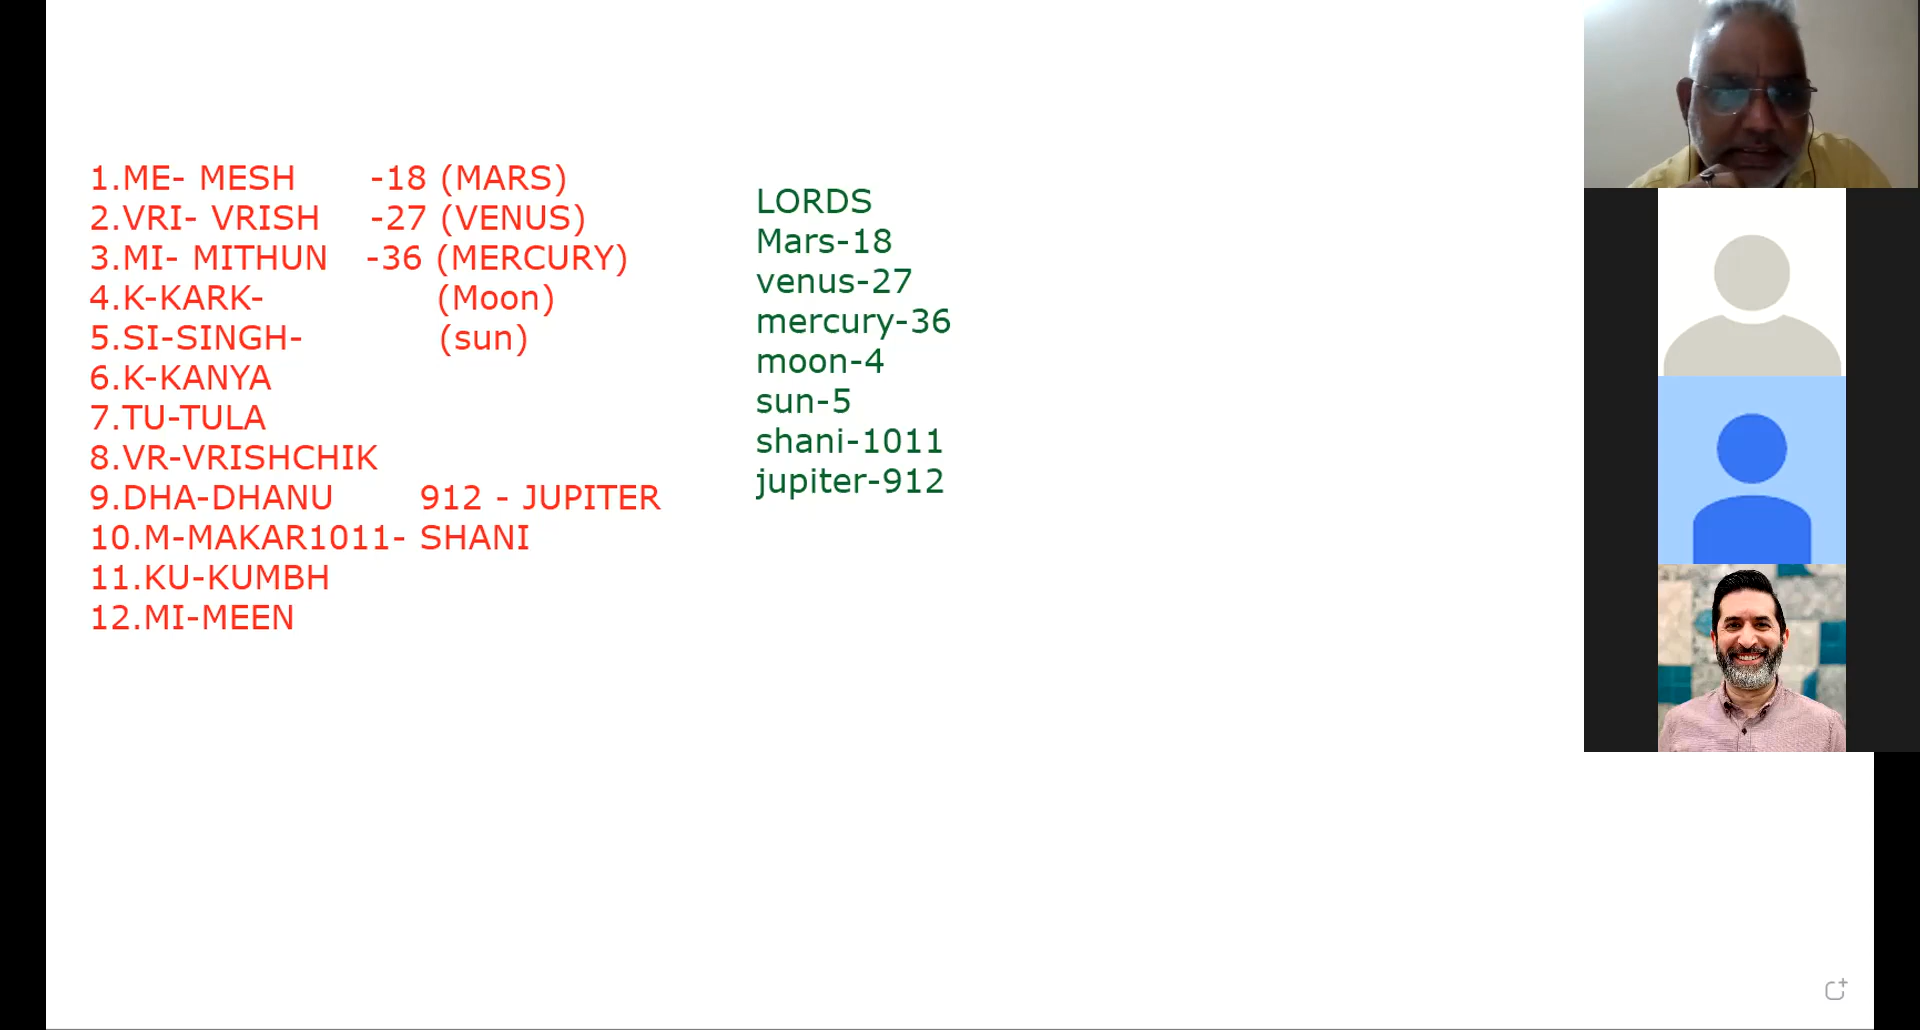 1.ME- MESH -18 (MARS)
2.VRI- VRISH -27 (VENUS)
3.MI- MITHUN -36 (MERCURY)
4.K-KARK- (Moon)
5.SI-SINGH- (sun)
6.K-KANYA
7.TU-TULA
8.VR-VRISHCHIK
9.DHA-DHANU 912 - JUPITER
10.M-MAKAR1011- SHANI
11.KU-KUMBH
12.MI-MEEN
LORDS
Mars-18
venus-27
mercury-36
moon-4
sun-5
shani-1011
jupiter-912